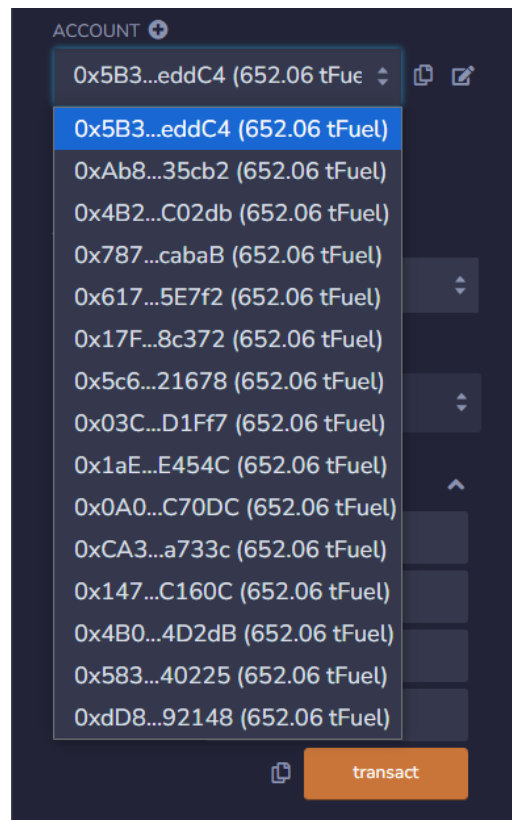 ACCOUNT
0x5B3...eddC4 (652.06 tFue
0x5B3...eddC4 (652.06 tFuel)
0xAb8...35cb2 (652.06 tFuel)
0x4B2...C02db (652.06 tFuel)
0x787...cabaB (652.06 tFuel)
0x617...5E7f2 (652.06 tFuel)
0x17F...8c372 (652.06 tFuel)
0x5c6...21678 (652.06 tFuel)
0x03C...D1Ff7 (652.06 tFuel)
0x1aE...E454C (652.06 tFuel)
0x0A0...C70DC (652.06 tFuel)
0xCA3...a733c (652.06 tFuel)
0x147...C160C (652.06 tFuel)
0x4B0...4D2dB (652.06 tFuel)
0x583...40225 (652.06 tFuel)
0xdD8...92148 (652.06 tFuel)
transact